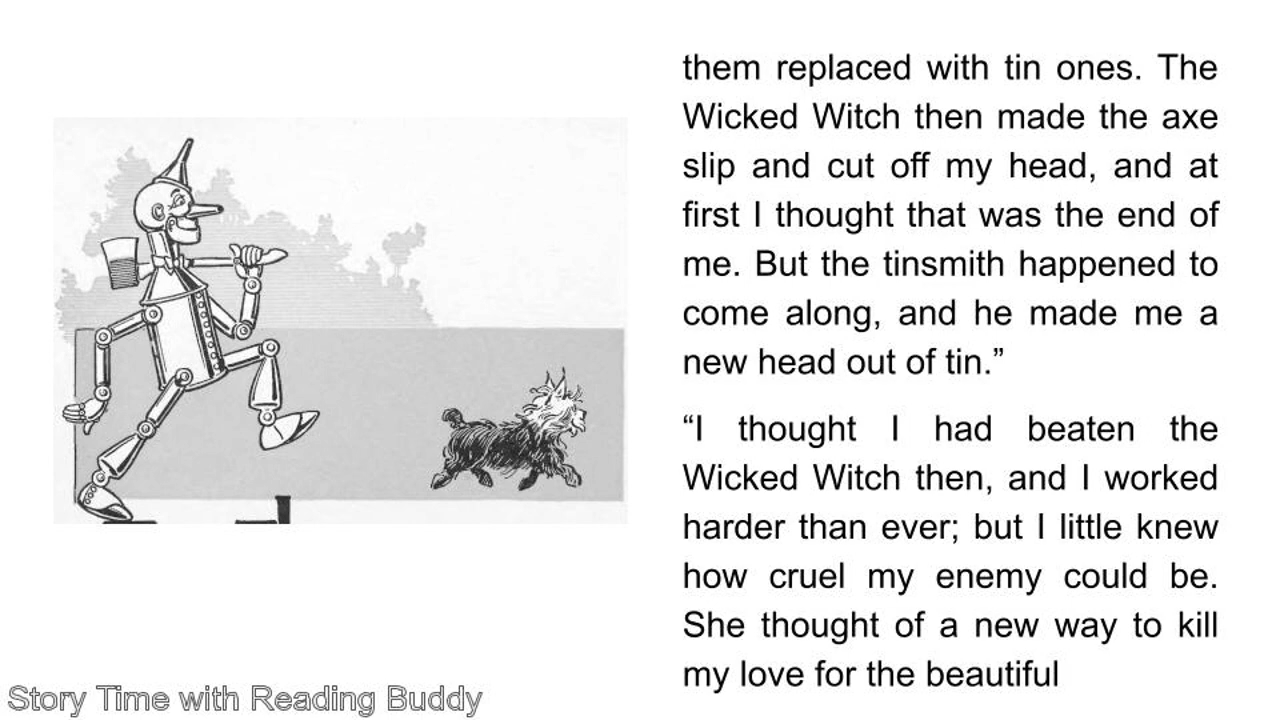 them replaced with tin ones. The
Wicked Witch then made the axe
slip and cut off my head, and at
first I thought that was the end of
me. But the tinsmith happened to
come along, and he made me a
new head out of tin.”
“I thought I had beaten the
Wicked Witch then, and I worked
harder than ever; but I little knew
how cruel my enemy could be.
She thought of a new way to kill
my love for the beautiful
Story Time with Reading Buddy